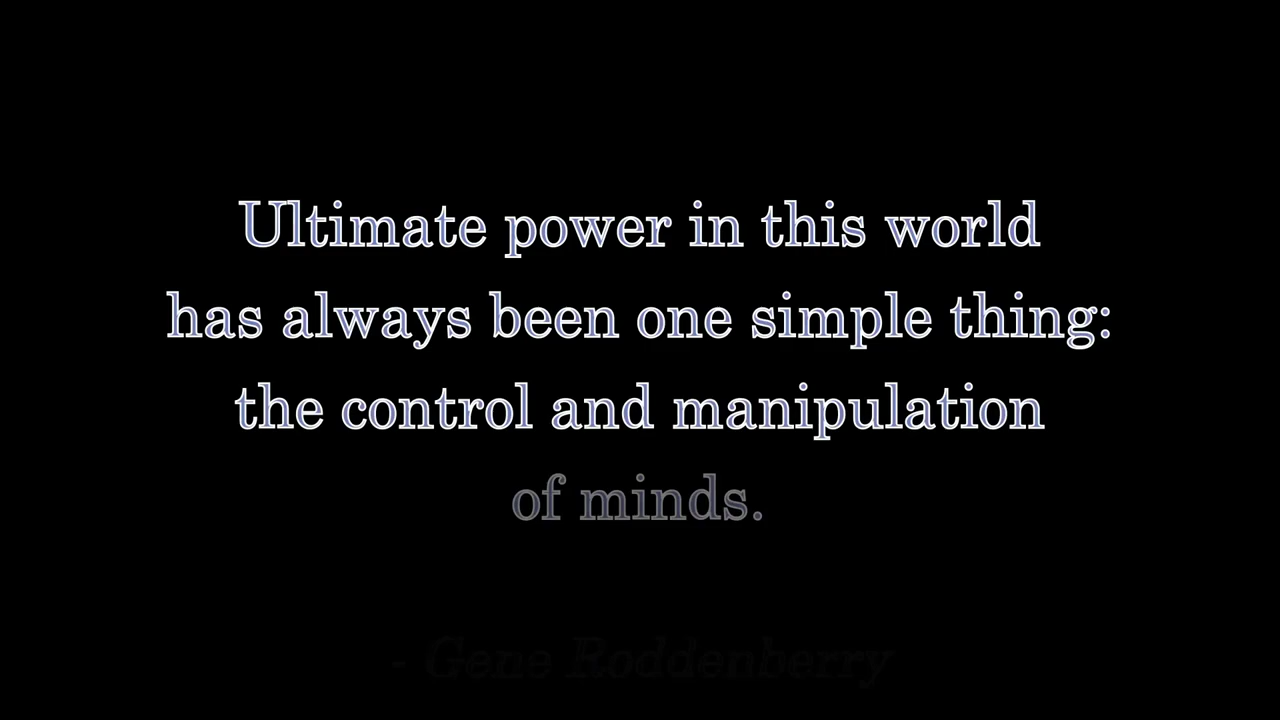 Ultimate power in this world
has always been one simple thing:
the control and manipulation
of minds.
- Gene Roddenberry